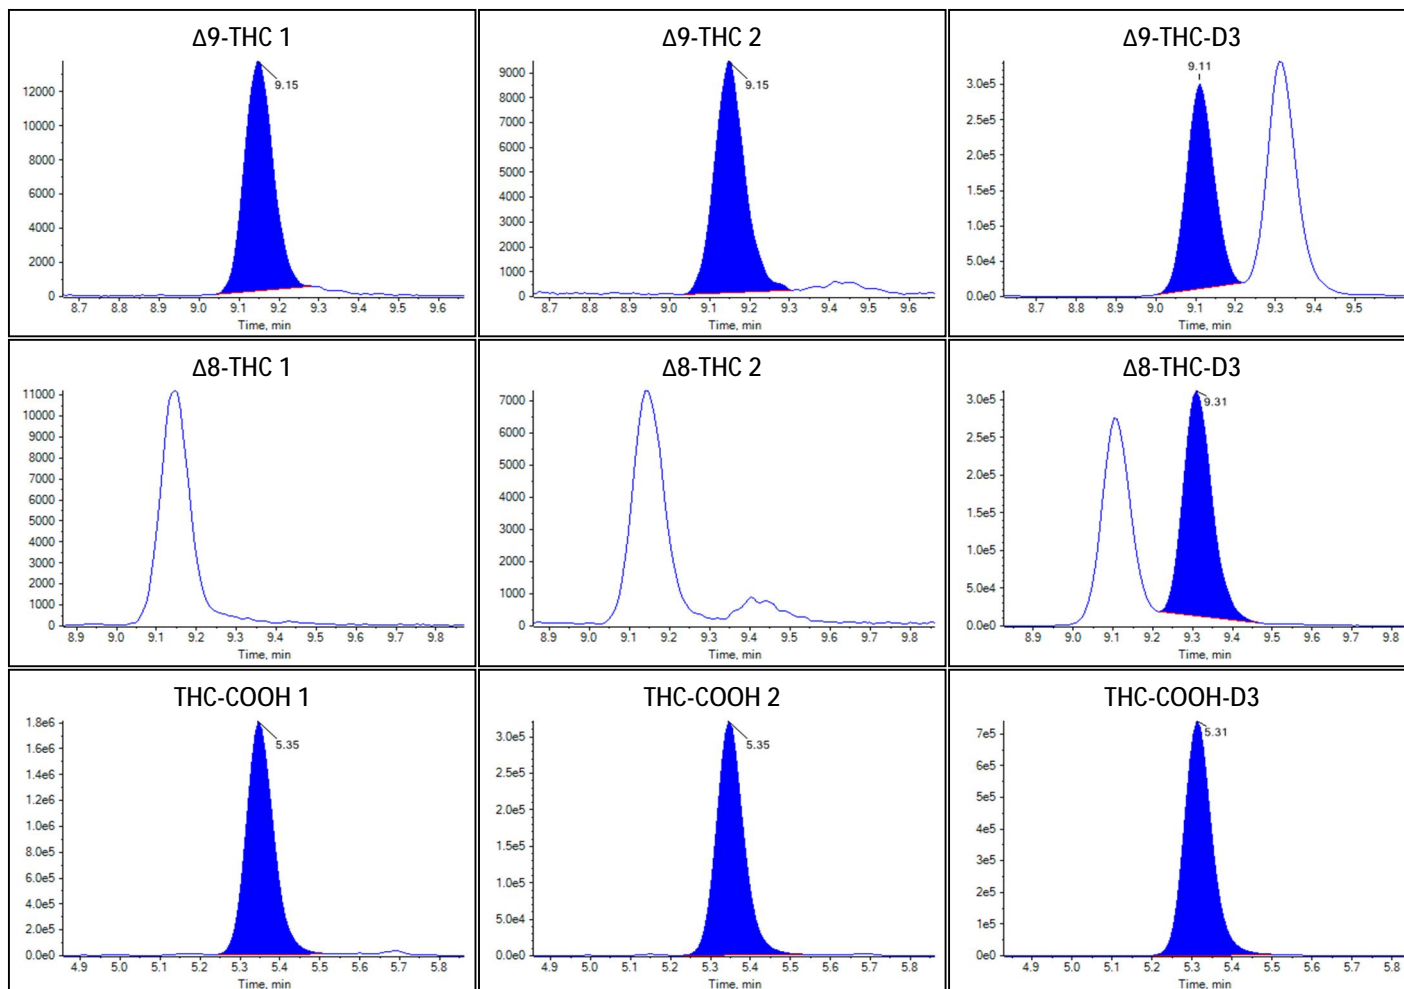 Δ9-THC 1
12000
10000
8000
6000
4000
2000
0
9.15
8.7 8.8 8.9 9.0 9.1 9.2 9.3 9.4 9.5 9.6
Time, min
Δ9-THC 2
9000
8000
7000
6000
5000
4000
3000
2000
1000
0
9.15
8.7 8.8 8.9 9.0 9.1 9.2 9.3 9.4 9.5 9.6
Time, min
Δ9-THC-D3
3.0e5
2.5e5
2.0e5
1.5e5
1.0e5
5.0e4
0.0e0
9.11
8.7 8.8 8.9 9.0 9.1 9.2 9.3 9.4 9.5
Time, min
Δ8-THC 1
11000
10000
9000
8000
7000
6000
5000
4000
3000
2000
1000
0
8.9 9.0 9.1 9.2 9.3 9.4 9.5 9.6 9.7 9.8
Time, min
Δ8-THC 2
7000
6000
5000
4000
3000
2000
1000
0
8.9 9.0 9.1 9.2 9.3 9.4 9.5 9.6 9.7 9.8
Time, min
Δ8-THC-D3
3.0e5
2.5e5
2.0e5
1.5e5
1.0e5
5.0e4
0.0e0
9.31
8.9 9.0 9.1 9.2 9.3 9.4 9.5 9.6 9.7 9.8
Time, min
THC-COOH 1
1.8e6
1.6e6
1.4e6
1.2e6
1.0e6
8.0e5
6.0e5
4.0e5
2.0e5
0.0e0
5.35
4.9 5.0 5.1 5.2 5.3 5.4 5.5 5.6 5.7 5.8
Time, min
THC-COOH 2
3.0e5
2.5e5
2.0e5
1.5e5
1.0e5
5.0e4
0.0e0
5.35
4.9 5.0 5.1 5.2 5.3 5.4 5.5 5.6 5.7 5.8
Time, min
THC-COOH-D3
7e5
6e5
5e5
4e5
3e5
2e5
1e5
0e0
5.31
4.9 5.0 5.1 5.2 5.3 5.4 5.5 5.6 5.7 5.8
Time, min